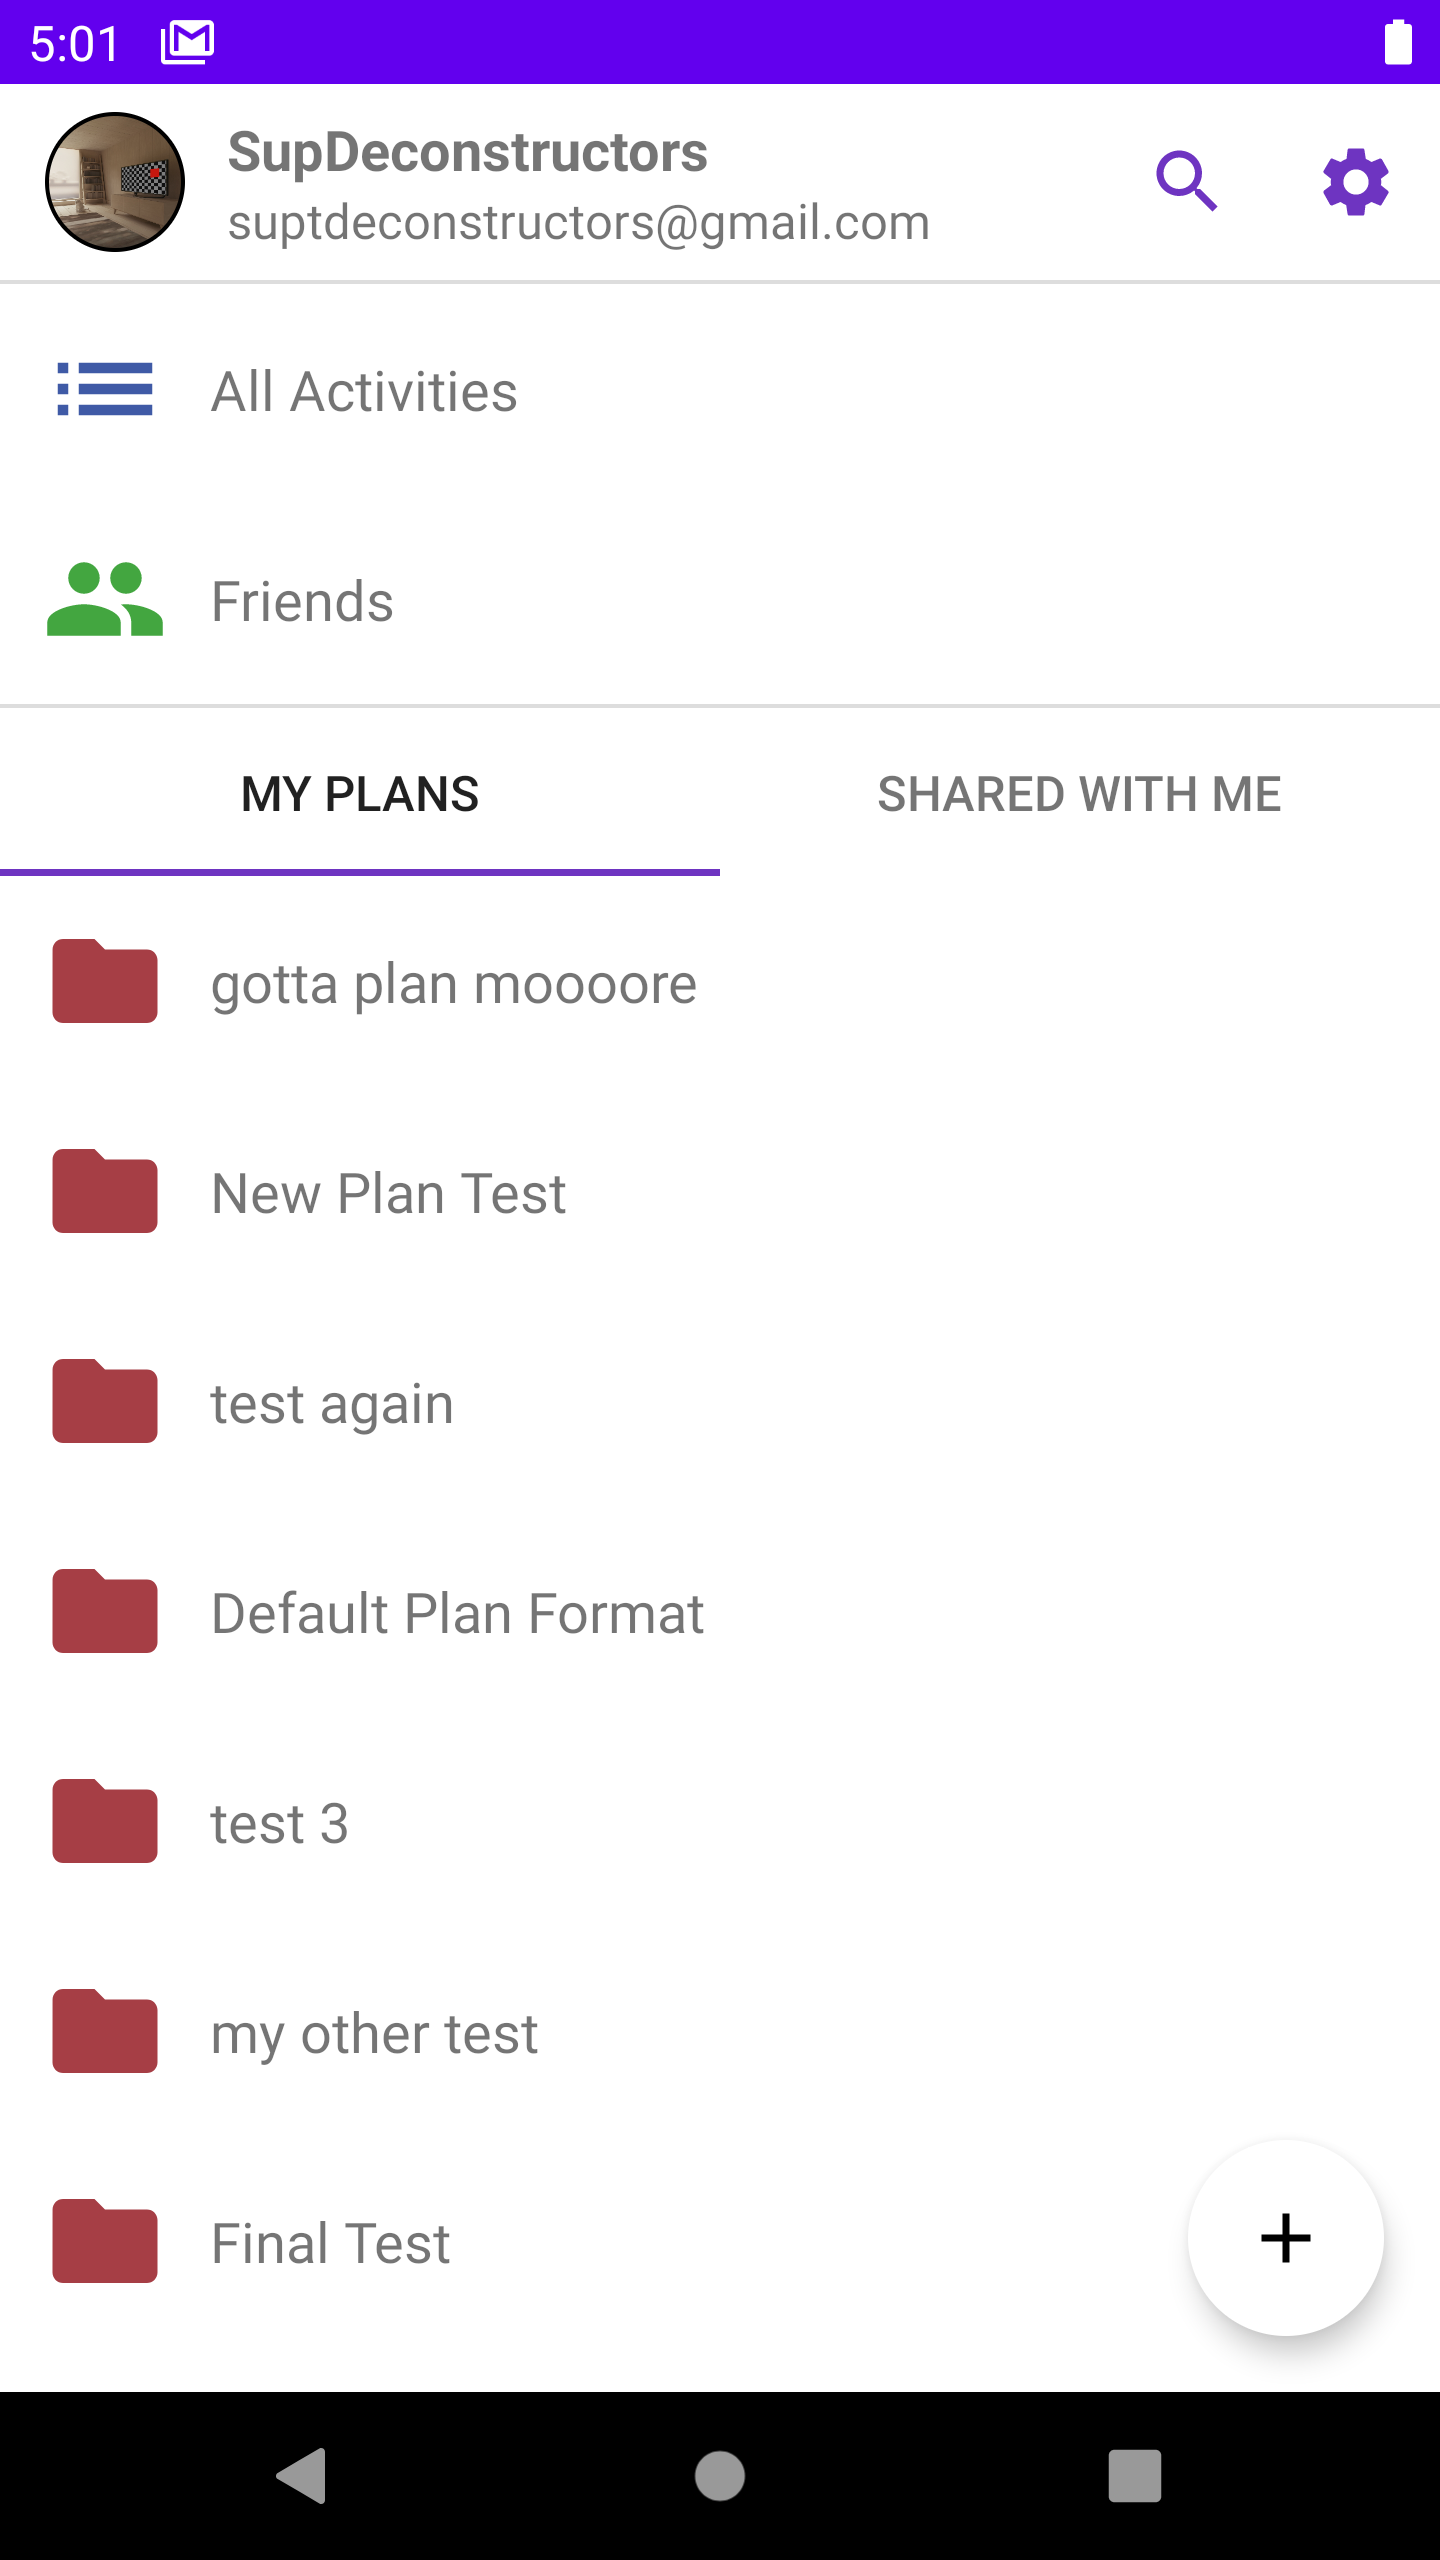 5:01
SupDeconstructors
suptdeconstructors@gmail.com
All Activities
Friends
MY PLANS
SHARED WITH ME
gotta plan moooore
New Plan Test
test again
Default Plan Format
test 3
my other test
Final Test